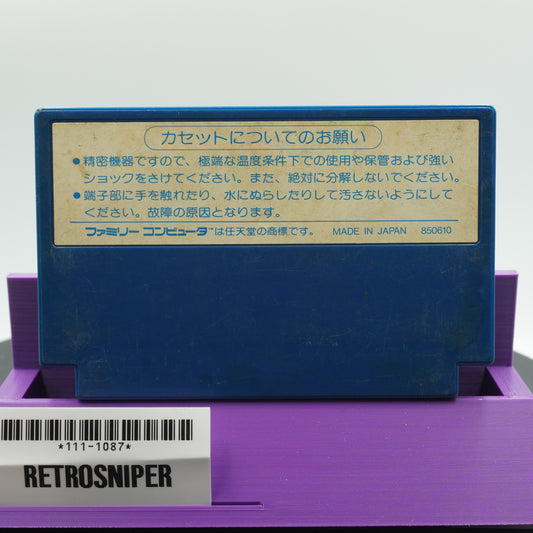 カセットについてのお願い
●精密機器ですので、極端な温度条件下での使用や保管および強い
ショックをさけてください。また、絶対に分解しないでください。
●端子部に手を触れたり、水にぬらしたりして汚さないようにして
ください。故障の原因となります。
ファミリー コンピュータ™は任天堂の商標です。 MADE IN JAPAN 850610
*111-1087*
RETROSNIPER